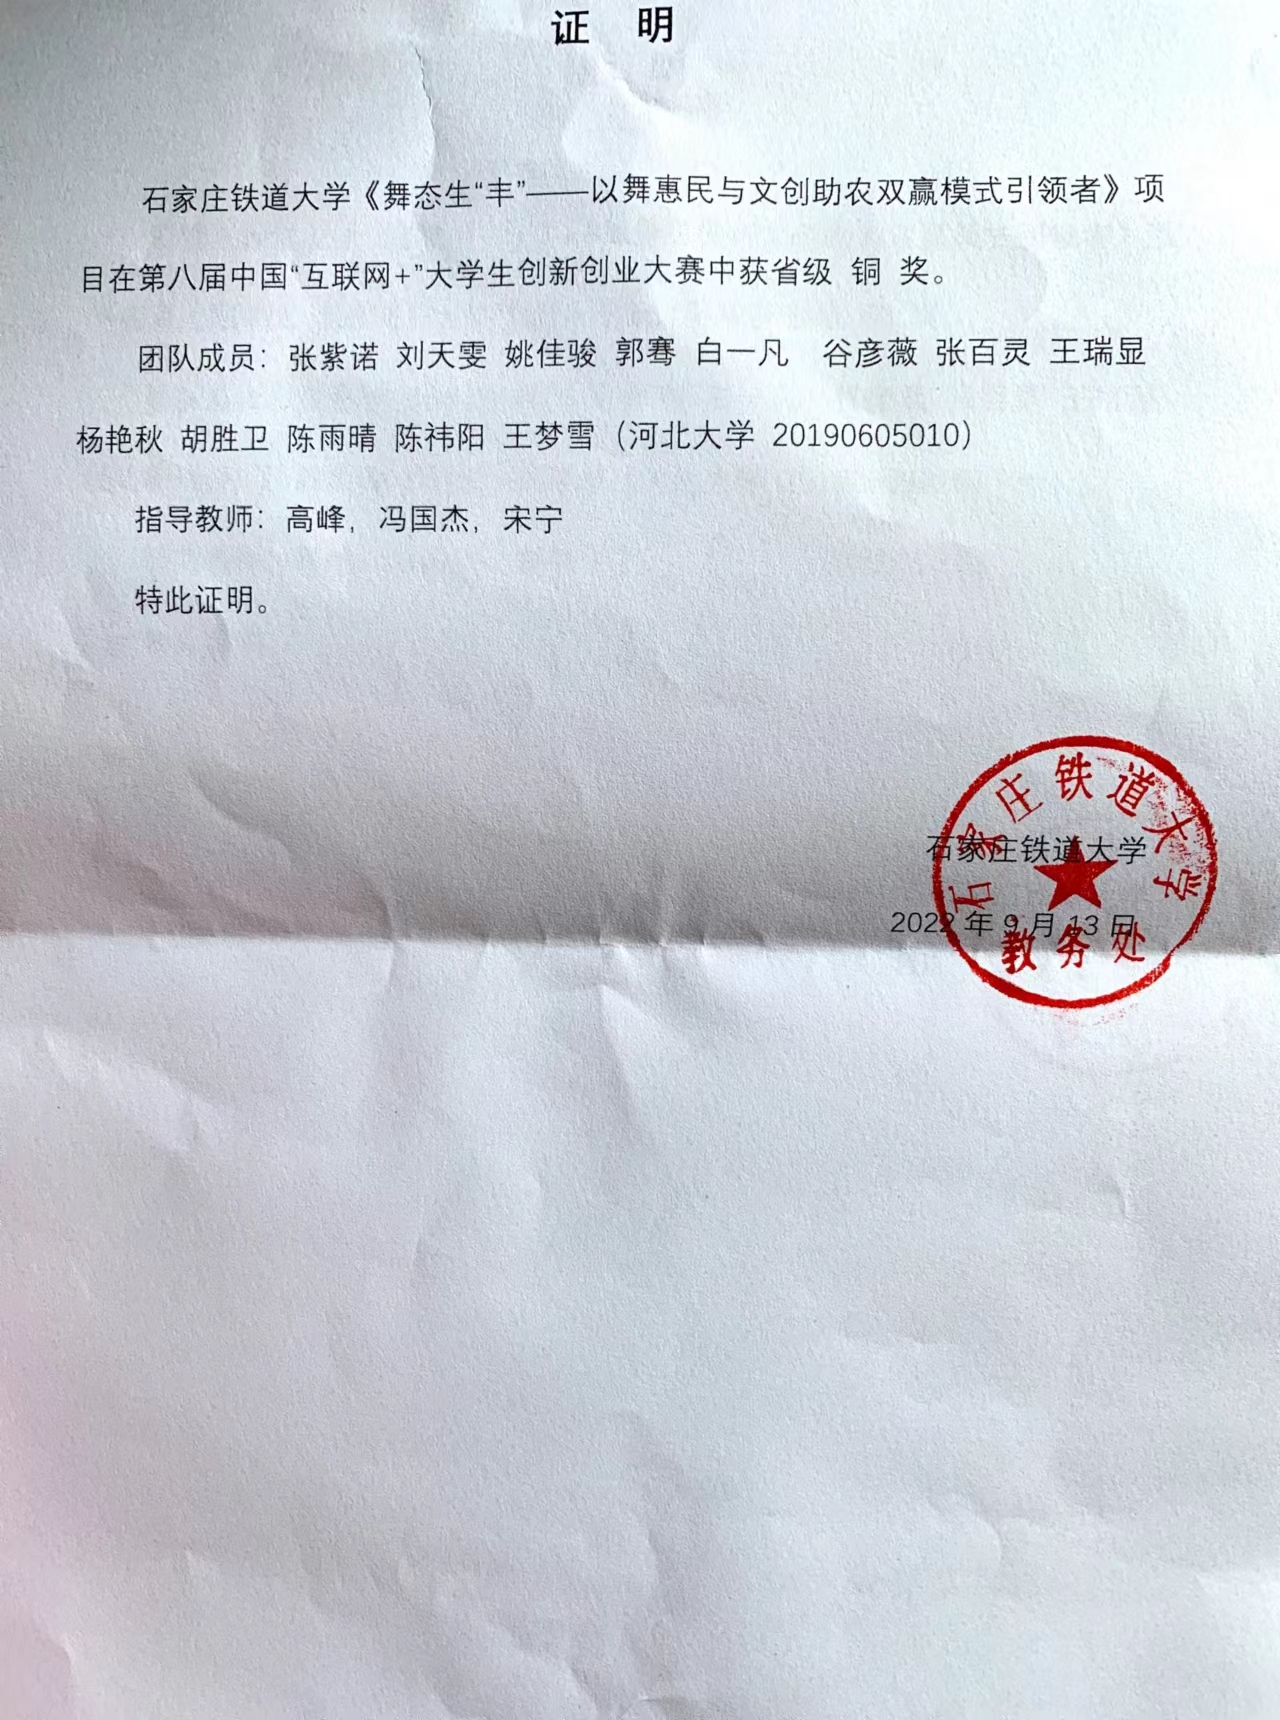 证 明
石家庄铁道大学《舞态生“丰”——以舞惠民与文创助农双赢模式引领者》项
目在第八届中国“互联网+”大学生创新创业大赛中获省级 铜 奖。
团队成员：张紫诺 刘天雯 姚佳骏 郭骞 白一凡 谷彦薇 张百灵 王瑞显
杨艳秋 胡胜卫 陈雨晴 陈祎阳 王梦雪（河北大学 20190605010）
指导教师：高峰，冯国杰，宋宁
特此证明。
石家庄铁道大学
2022 年 9 月 13 日
石家庄铁道大学
教务处